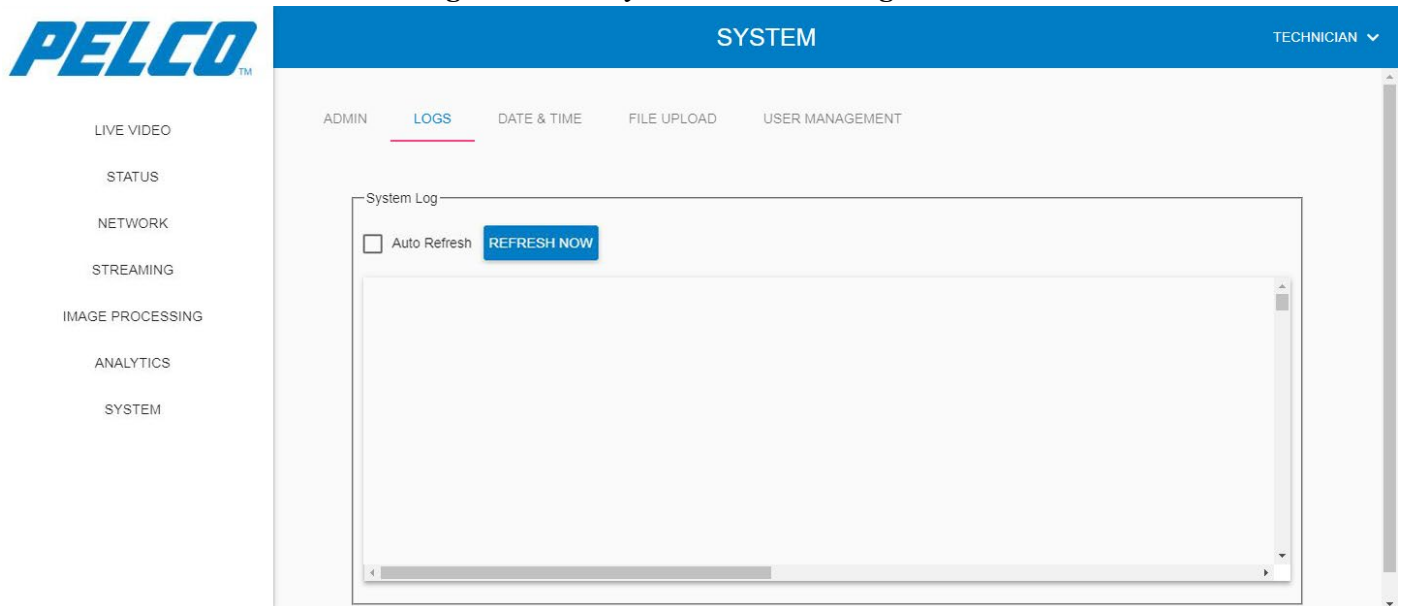 PELCO
TM
SYSTEM
TECHNICIAN
LIVE VIDEO
STATUS
NETWORK
STREAMING
IMAGE PROCESSING
ANALYTICS
SYSTEM
ADMIN LOGS DATE & TIME FILE UPLOAD USER MANAGEMENT
System Log
Auto Refresh REFRESH NOW